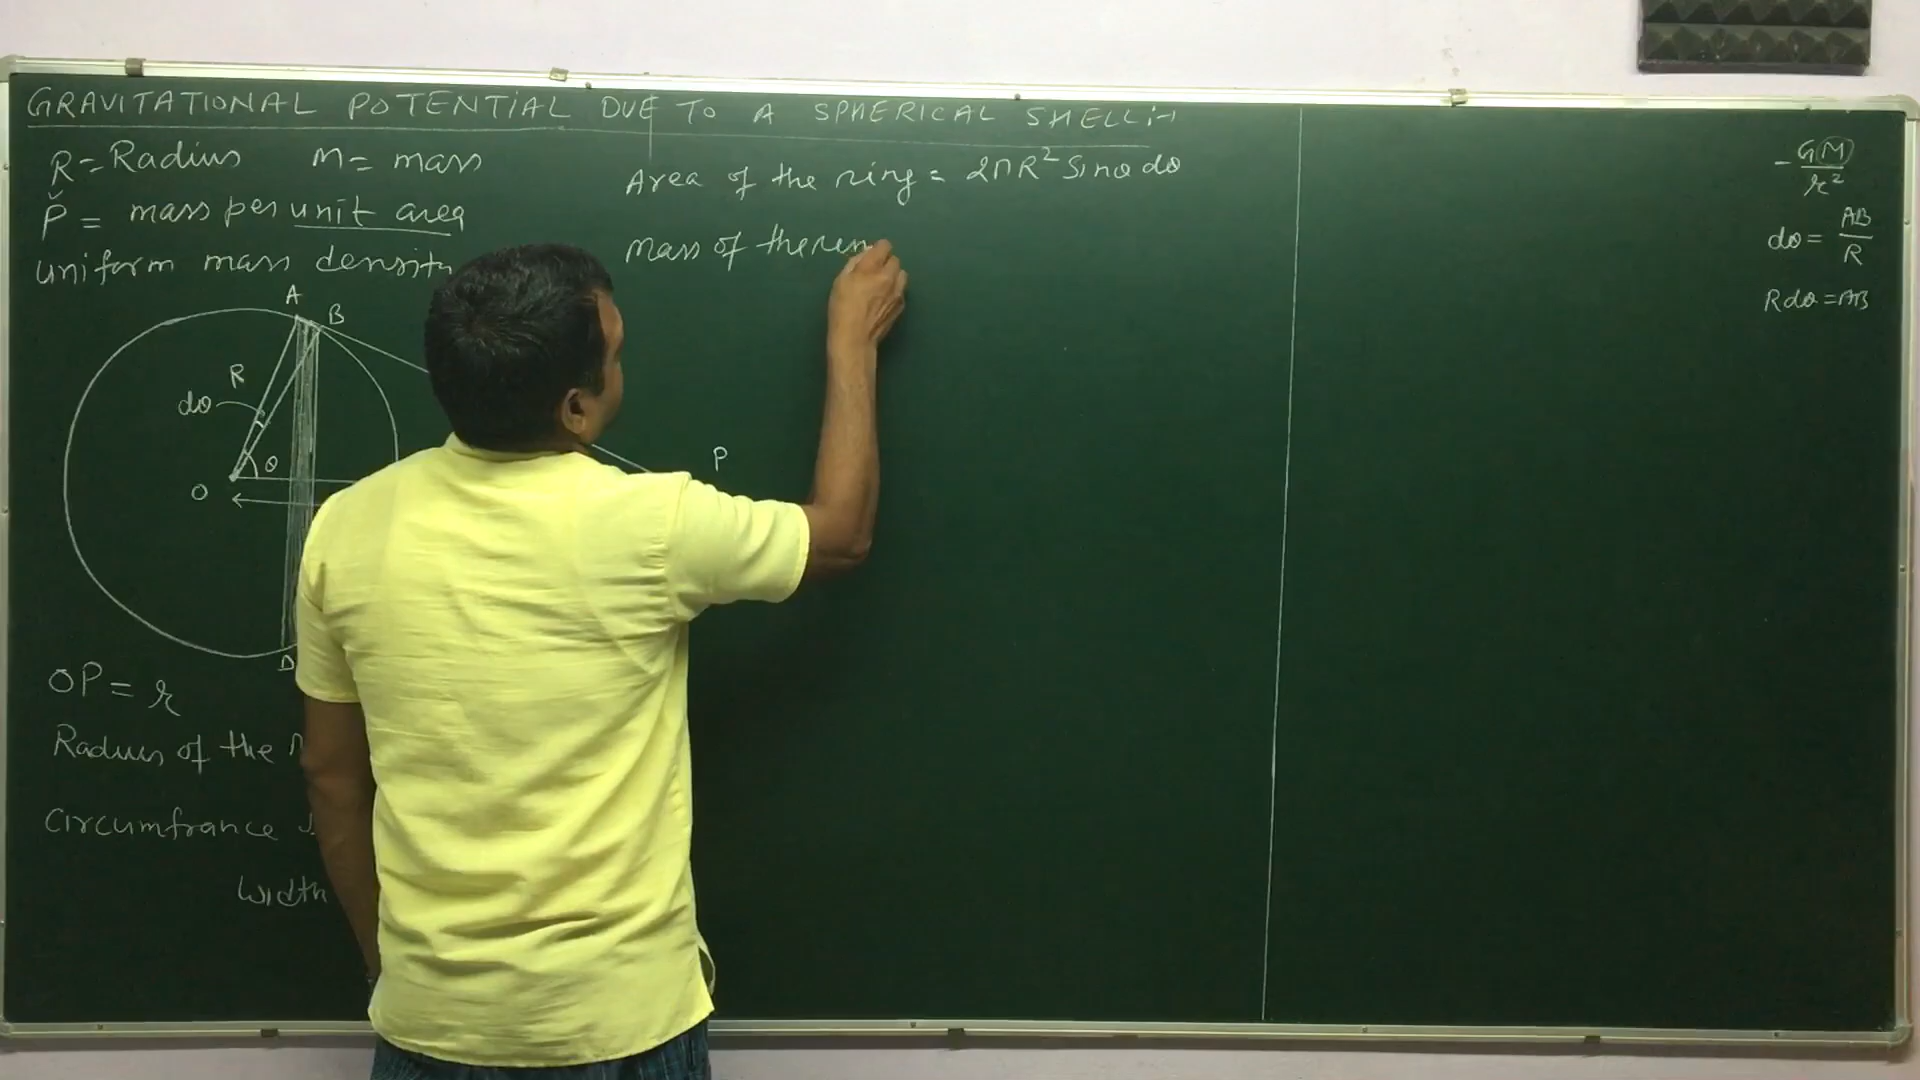 GRAVITATIONAL POTENTIAL DUE TO A SPHERICAL SHELL:-
R = Radius M = mass
ρ = mass per unit area
uniform mass density
A
B
R
dθ
θ
O
P
D
OP = r
Radius of the
Circumfrance
Width
Area of the ring = 2πR² Sinθ dθ
Mass of the rin
- GM / r²
dθ = AB / R
Rdθ = AB